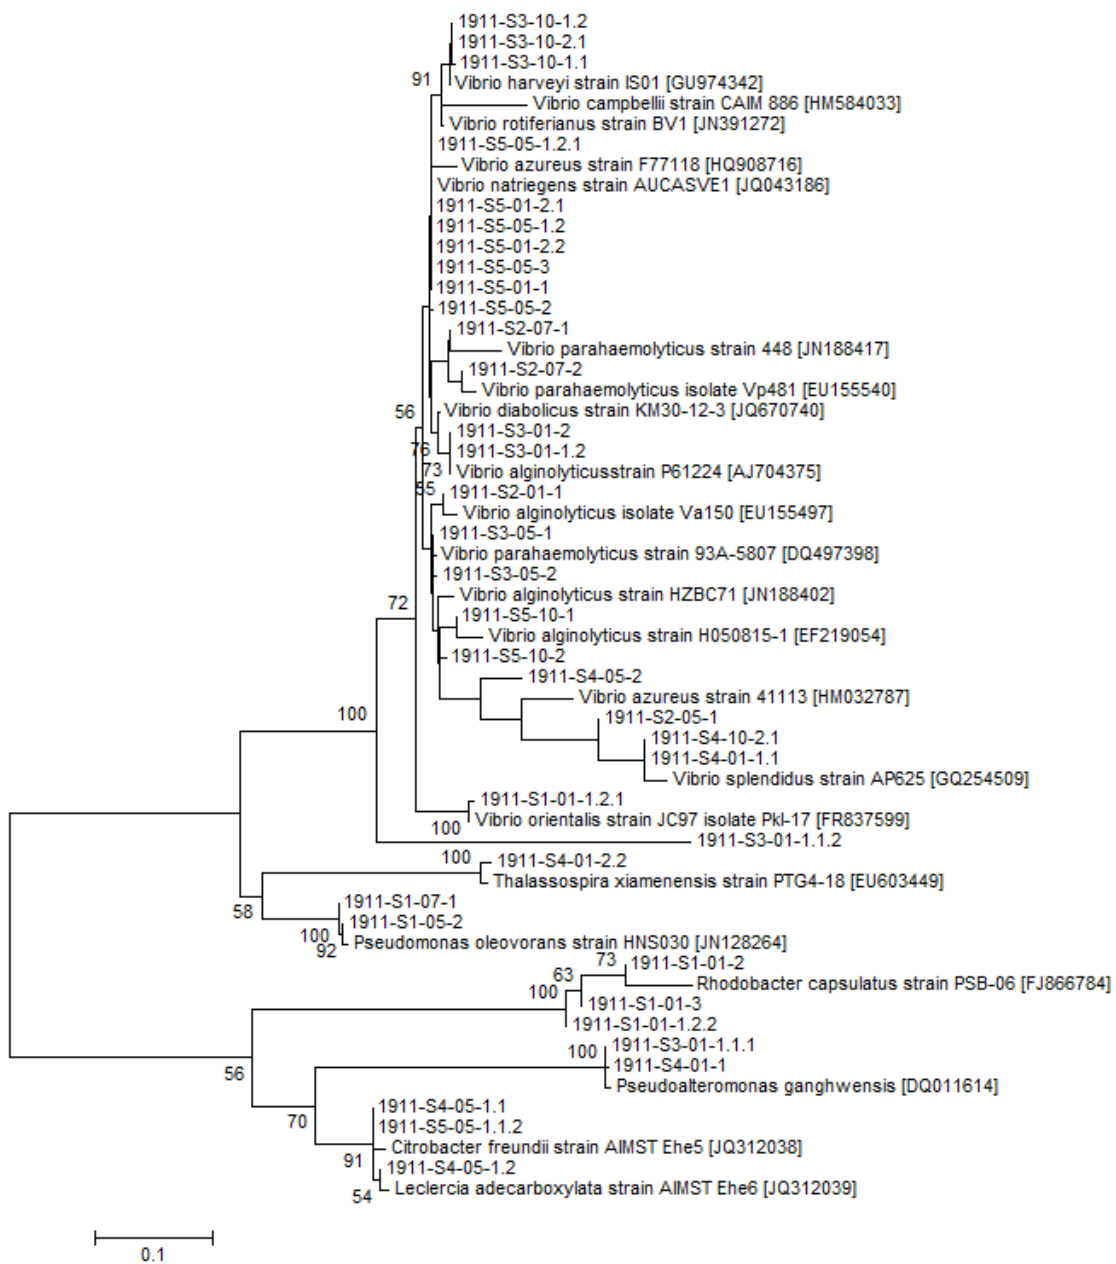 1911-S3-10-1.2
1911-S3-10-2.1
1911-S3-10-1.1
91
Vibrio harveyi strain IS01 [GU974342]
Vibrio campbellii strain CAIM 886 [HM584033]
Vibrio rotiferianus strain BV1 [JN391272]
1911-S5-05-1.2.1
Vibrio azureus strain F77118 [HQ908716]
Vibrio natriegens strain AUCASVE1 [JQ043186]
1911-S5-01-2.1
1911-S5-05-1.2
1911-S5-01-2.2
1911-S5-05-3
1911-S5-01-1
1911-S5-05-2
1911-S2-07-1
Vibrio parahaemolyticus strain 448 [JN188417]
1911-S2-07-2
Vibrio parahaemolyticus isolate Vp481 [EU155540]
56
Vibrio diabolicus strain KM30-12-3 [JQ670740]
1911-S3-01-2
76
1911-S3-01-1.2
73
Vibrio alginolyticusstrain P61224 [AJ704375]
55
1911-S2-01-1
Vibrio alginolyticus isolate Va150 [EU155497]
1911-S3-05-1
Vibrio parahaemolyticus strain 93A-5807 [DQ497398]
1911-S3-05-2
Vibrio alginolyticus strain HZBC71 [JN188402]
72
1911-S5-10-1
Vibrio alginolyticus strain H050815-1 [EF219054]
1911-S5-10-2
1911-S4-05-2
Vibrio azureus strain 41113 [HM032787]
100
1911-S2-05-1
1911-S4-10-2.1
1911-S4-01-1.1
Vibrio splendidus strain AP625 [GQ254509]
1911-S1-01-1.2.1
Vibrio orientalis strain JC97 isolate Pkl-17 [FR837599]
100
1911-S3-01-1.1.2
100
1911-S4-01-2.2
Thalassospira xiamenensis strain PTG4-18 [EU603449]
58
1911-S1-07-1
1911-S1-05-2
100
92
Pseudomonas oleovorans strain HNS030 [JN128264]
73
1911-S1-01-2
63
Rhodobacter capsulatus strain PSB-06 [FJ866784]
100
1911-S1-01-3
1911-S1-01-1.2.2
1911-S3-01-1.1.1
100
1911-S4-01-1
56
Pseudoalteromonas ganghwensis [DQ011614]
1911-S4-05-1.1
70
1911-S5-05-1.1.2
Citrobacter freundii strain AIMST Ehe5 [JQ312038]
91
1911-S4-05-1.2
54
Leclercia adecarboxylata strain AIMST Ehe6 [JQ312039]
0.1